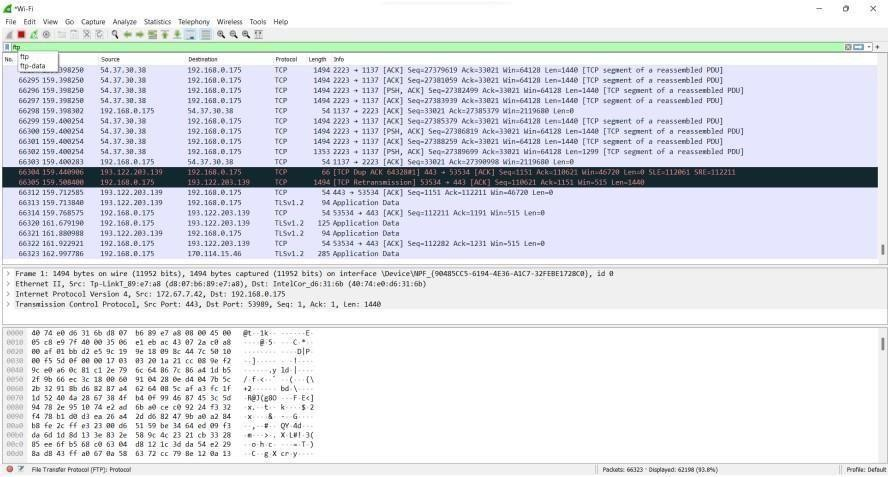 *Wi-Fi
File Edit View Go Capture Analyze Statistics Telephony Wireless Tools Help
ftp
ftp
ftp-data
No. Source Destination Protocol Length Info
398250 54.37.30.38 192.168.0.175 TCP 1494 2223 → 1137 [ACK] Seq=27379619 Ack=33021 Win=64128 Len=1440 [TCP segment of a reassembled PDU]
66295 159.398250 54.37.30.38 192.168.0.175 TCP 1494 2223 → 1137 [ACK] Seq=27381059 Ack=33021 Win=64128 Len=1440 [TCP segment of a reassembled PDU]
66296 159.398250 54.37.30.38 192.168.0.175 TCP 1494 2223 → 1137 [PSH, ACK] Seq=27382499 Ack=33021 Win=64128 Len=1440 [TCP segment of a reassembled PDU]
66297 159.398250 54.37.30.38 192.168.0.175 TCP 1494 2223 → 1137 [ACK] Seq=27383939 Ack=33021 Win=64128 Len=1440 [TCP segment of a reassembled PDU]
66298 159.398302 192.168.0.175 54.37.30.38 TCP 54 1137 → 2223 [ACK] Seq=33021 Ack=27385379 Win=2119680 Len=0
66299 159.400254 54.37.30.38 192.168.0.175 TCP 1494 2223 → 1137 [ACK] Seq=27385379 Ack=33021 Win=64128 Len=1440 [TCP segment of a reassembled PDU]
66300 159.400254 54.37.30.38 192.168.0.175 TCP 1494 2223 → 1137 [PSH, ACK] Seq=27386819 Ack=33021 Win=64128 Len=1440 [TCP segment of a reassembled PDU]
66301 159.400254 54.37.30.38 192.168.0.175 TCP 1494 2223 → 1137 [ACK] Seq=27388259 Ack=33021 Win=64128 Len=1440 [TCP segment of a reassembled PDU]
66302 159.400254 54.37.30.38 192.168.0.175 TCP 1353 2223 → 1137 [PSH, ACK] Seq=27389699 Ack=33021 Win=64128 Len=1299 [TCP segment of a reassembled PDU]
66303 159.400283 192.168.0.175 54.37.30.38 TCP 54 1137 → 2223 [ACK] Seq=33021 Ack=27390998 Win=2119680 Len=0
66304 159.440906 193.122.203.139 192.168.0.175 TCP 66 [TCP Dup ACK 64328#1] 443 → 53534 [ACK] Seq=1151 Ack=110621 Win=46720 Len=0 SLE=112061 SRE=112211
66305 159.508400 192.168.0.175 193.122.203.139 TCP 1494 [TCP Retransmission] 53534 → 443 [ACK] Seq=110621 Ack=1151 Win=515 Len=1440
66312 159.712585 193.122.203.139 192.168.0.175 TCP 54 443 → 53534 [ACK] Seq=1151 Ack=112211 Win=46720 Len=0
66313 159.713840 193.122.203.139 192.168.0.175 TLSv1.2 94 Application Data
66314 159.768575 192.168.0.175 193.122.203.139 TCP 54 53534 → 443 [ACK] Seq=112211 Ack=1191 Win=515 Len=0
66320 161.679190 192.168.0.175 193.122.203.139 TLSv1.2 125 Application Data
66321 161.880988 193.122.203.139 192.168.0.175 TLSv1.2 94 Application Data
66322 161.922921 192.168.0.175 193.122.203.139 TCP 54 53534 → 443 [ACK] Seq=112282 Ack=1231 Win=515 Len=0
66323 162.997786 192.168.0.175 170.114.15.46 TLSv1.2 285 Application Data
> Frame 1: 1494 bytes on wire (11952 bits), 1494 bytes captured (11952 bits) on interface \Device\NPF_{90485CC5-6194-4E36-A1C7-32FEBE1728C0}, id 0
> Ethernet II, Src: Tp-LinkT_89:e7:a8 (d8:07:b6:89:e7:a8), Dst: IntelCor_d6:31:6b (40:74:e0:d6:31:6b)
> Internet Protocol Version 4, Src: 172.67.7.42, Dst: 192.168.0.175
> Transmission Control Protocol, Src Port: 443, Dst Port: 53989, Seq: 1, Ack: 1, Len: 1440
0000 40 74 e0 d6 31 6b d8 07 b6 89 e7 a8 08 00 45 00 @t··1k·· ······E·
0010 05 c8 e9 7f 40 00 35 06 e1 eb ac 43 07 2a c0 a8 ····@·5· ···C·*··
0020 00 af 01 bb d2 e5 9c 19 9e 18 09 8c 44 7c 50 10 ········ ····D|P·
0030 00 f5 5d 0f 00 00 17 03 03 20 1a 21 cc 08 9e f2 ··]····· · ·!····
0040 9c e0 a6 0c 81 c1 2e 79 6c 64 86 7c 86 a4 1d b5 ······.y ld·|····
0050 2f 9b 66 ec 3c 18 00 60 91 04 28 0e d4 04 7b 5c /·f·<··` ··(···{\
0060 2b 32 91 8b d6 82 87 a4 62 64 08 5c af a3 fc 1f +2······ bd·\····
0070 1d 52 40 4a 28 67 38 4f b4 0f 99 46 87 45 3c 5d ·R@J(g8O ···F·E<]
0080 94 78 2e 95 10 74 e2 ad 6b a0 ce c0 92 24 f3 32 ·x.··t·· k····$·2
0090 f4 78 b1 d0 d3 ea 26 a4 2d d6 82 47 9b a0 a2 84 ·x····&· -··G····
00a0 b8 fe 2c ff e3 23 00 d6 51 59 be 34 64 ed 09 f3 ··,··#·· QY·4d···
00b0 da 6d 1d 8d 13 3e 83 2e 58 9c 4c 23 21 cb 33 28 ·m···>·. X·L#!·3(
00c0 85 ee 6f b5 68 c0 63 04 d8 12 1c 3d da 54 e2 29 ··o·h·c· ···=·T·)
00d0 8a d8 43 ff a0 67 0a 58 63 72 cc 79 8e 12 0a 13 ··C··g·X cr·y····
File Transfer Protocol (FTP): Protocol Packets: 66323 · Displayed: 62198 (93.8%) Profile: Default